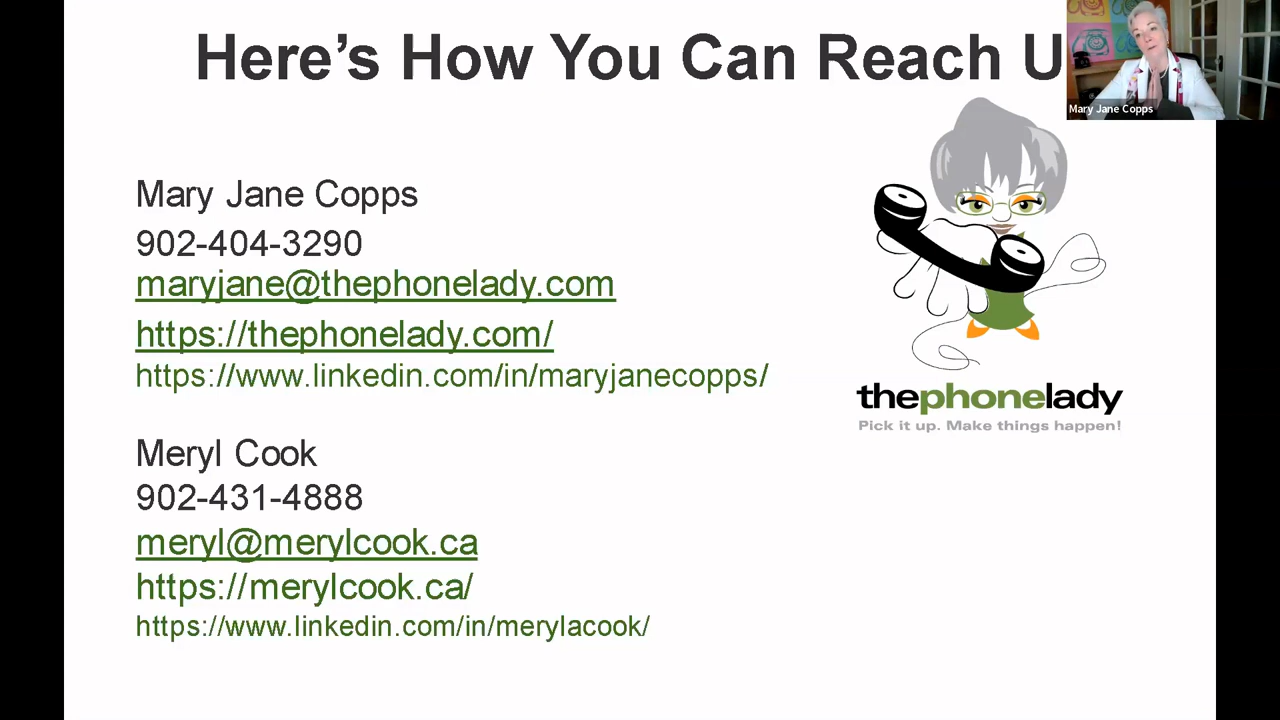 Here’s How You Can Reach U
Mary Jane Copps
Mary Jane Copps
902-404-3290
maryjane@thephonelady.com
https://thephonelady.com/
https://www.linkedin.com/in/maryjanecopps/
thephonelady
Pick it up. Make things happen!
Meryl Cook
902-431-4888
meryl@merylcook.ca
https://merylcook.ca/
https://www.linkedin.com/in/merylacook/